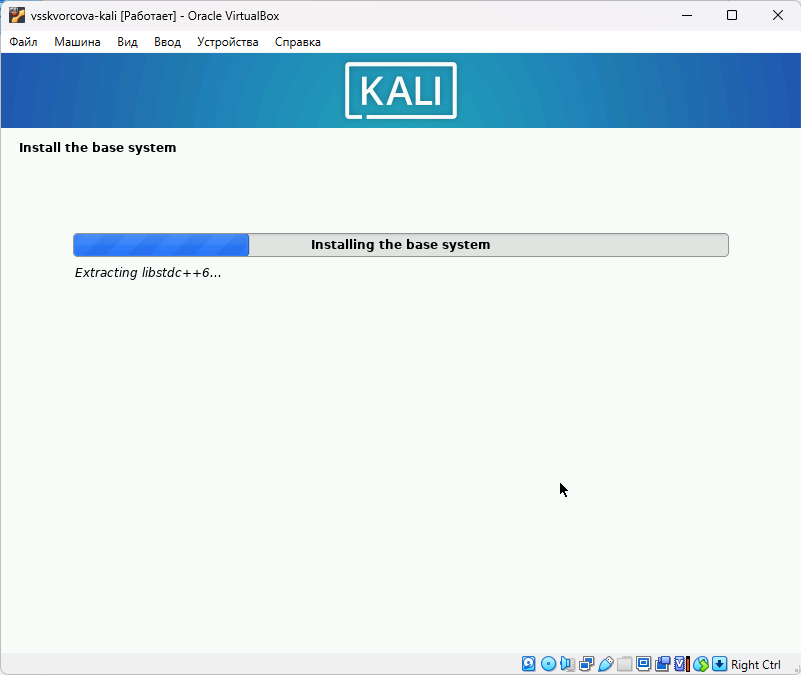 vsskvorcova-kali [Работает] - Oracle VirtualBox
Файл Машина Вид Ввод Устройства Справка
KALI
Install the base system
Installing the base system
Extracting libstdc++6...
Right Ctrl